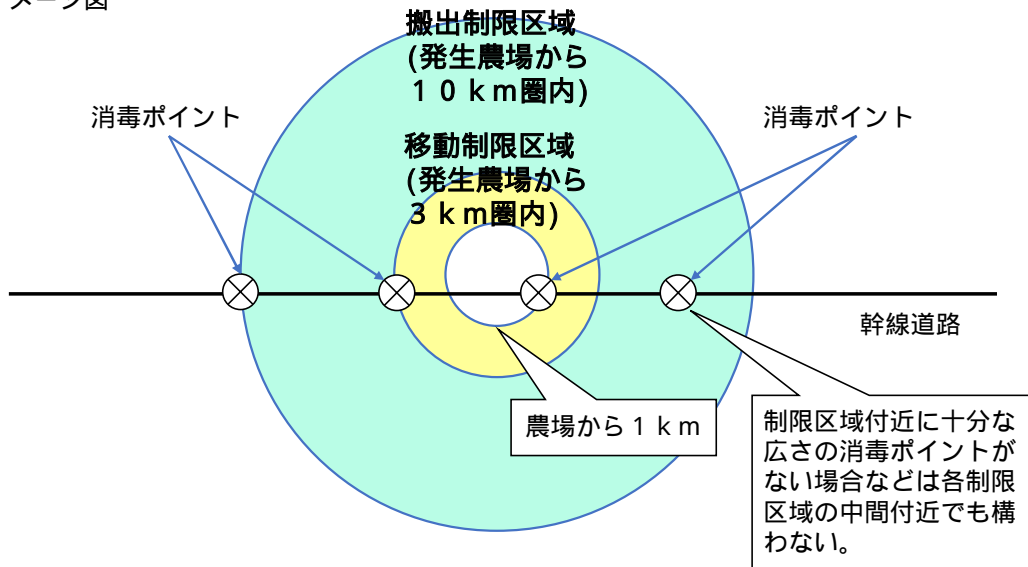 メージ図
搬出制限区域
(発生農場から
１０ｋｍ圏内)
消毒ポイント
消毒ポイント
移動制限区域
(発生農場から
３ｋｍ圏内)
幹線道路
農場から１ｋｍ
制限区域付近に十分な
広さの消毒ポイントが
ない場合などは各制限
区域の中間付近でも構
わない。